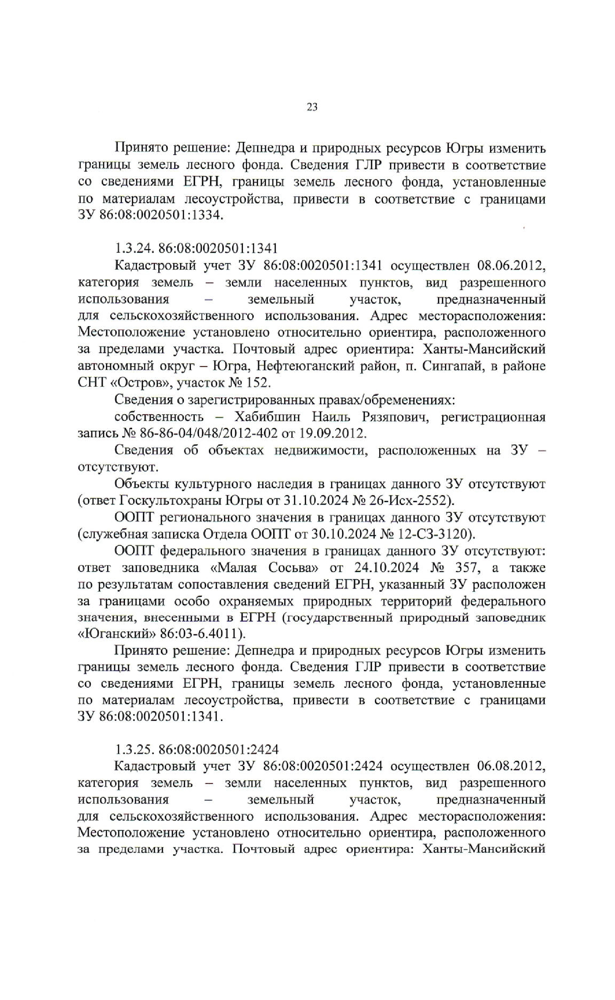 23
Принято решение: Депнедра и природных ресурсов Югры изменить
границы земель лесного фонда. Сведения ГЛР привести в соответствие
со сведениями ЕГРН, границы земель лесного фонда, установленные
по материалам лесоустройства, привести в соответствие с границами
ЗУ 86:08:0020501:1334.
1.3.24. 86:08:0020501:1341
Кадастровый учет ЗУ 86:08:0020501:1341 осуществлен 08.06.2012,
категория земель – земли населенных пунктов, вид разрешенного
использования – земельный участок, предназначенный
для сельскохозяйственного использования. Адрес месторасположения:
Местоположение установлено относительно ориентира, расположенного
за пределами участка. Почтовый адрес ориентира: Ханты-Мансийский
автономный округ – Югра, Нефтеюганский район, п. Сингапай, в районе
СНТ «Остров», участок № 152.
Сведения о зарегистрированных правах/обременениях:
собственность – Хабибшин Наиль Рязяпович, регистрационная
запись № 86-86-04/048/2012-402 от 19.09.2012.
Сведения об объектах недвижимости, расположенных на ЗУ –
отсутствуют.
Объекты культурного наследия в границах данного ЗУ отсутствуют
(ответ Госкультохраны Югры от 31.10.2024 № 26-Исх-2552).
ООПТ регионального значения в границах данного ЗУ отсутствуют
(служебная записка Отдела ООПТ от 30.10.2024 № 12-СЗ-3120).
ООПТ федерального значения в границах данного ЗУ отсутствуют:
ответ заповедника «Малая Сосьва» от 24.10.2024 № 357, а также
по результатам сопоставления сведений ЕГРН, указанный ЗУ расположен
за границами особо охраняемых природных территорий федерального
значения, внесенными в ЕГРН (государственный природный заповедник
«Юганский» 86:03-6.4011).
Принято решение: Депнедра и природных ресурсов Югры изменить
границы земель лесного фонда. Сведения ГЛР привести в соответствие
со сведениями ЕГРН, границы земель лесного фонда, установленные
по материалам лесоустройства, привести в соответствие с границами
ЗУ 86:08:0020501:1341.
1.3.25. 86:08:0020501:2424
Кадастровый учет ЗУ 86:08:0020501:2424 осуществлен 06.08.2012,
категория земель – земли населенных пунктов, вид разрешенного
использования – земельный участок, предназначенный
для сельскохозяйственного использования. Адрес месторасположения:
Местоположение установлено относительно ориентира, расположенного
за пределами участка. Почтовый адрес ориентира: Ханты-Мансийский